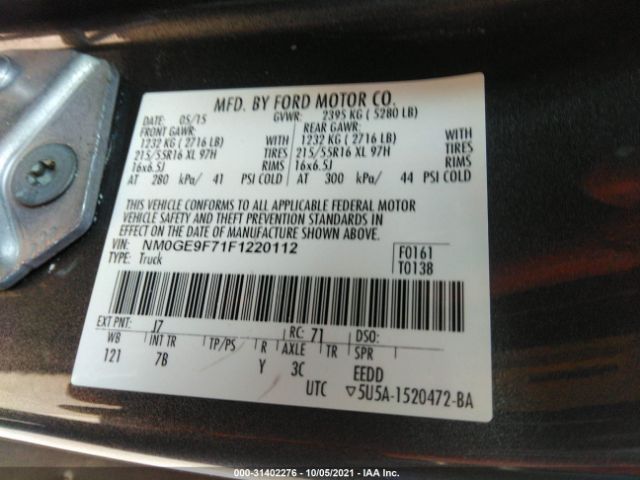 MFD. BY FORD MOTOR CO.
DATE: 05/15 GVWR: 2395 KG ( 5280 LB)
FRONT GAWR: REAR GAWR:
1232 KG ( 2716 LB) WITH 1232 KG ( 2716 LB) WITH
215/55R16 XL 97H TIRES 215/55R16 XL 97H TIRES
16x6.5J RIMS 16x6.5J RIMS
AT 280 kPa/ 41 PSI COLD AT 300 kPa/ 44 PSI COLD
THIS VEHICLE CONFORMS TO ALL APPLICABLE FEDERAL MOTOR
VEHICLE SAFETY AND THEFT PREVENTION STANDARDS IN
EFFECT ON THE DATE OF MANUFACTURE SHOWN ABOVE.
VIN: NM0GE9F71F1220112 F0161
TYPE: Truck T0138
EXT PNT: J7 RC: 71 DSO:
WB INT TR TP/PS R AXLE TR SPR
121 7B Y 3C EEDD
UTC ▽5U5A-1520472-BA
000-31402276 - 10/05/2021 - IAA Inc.